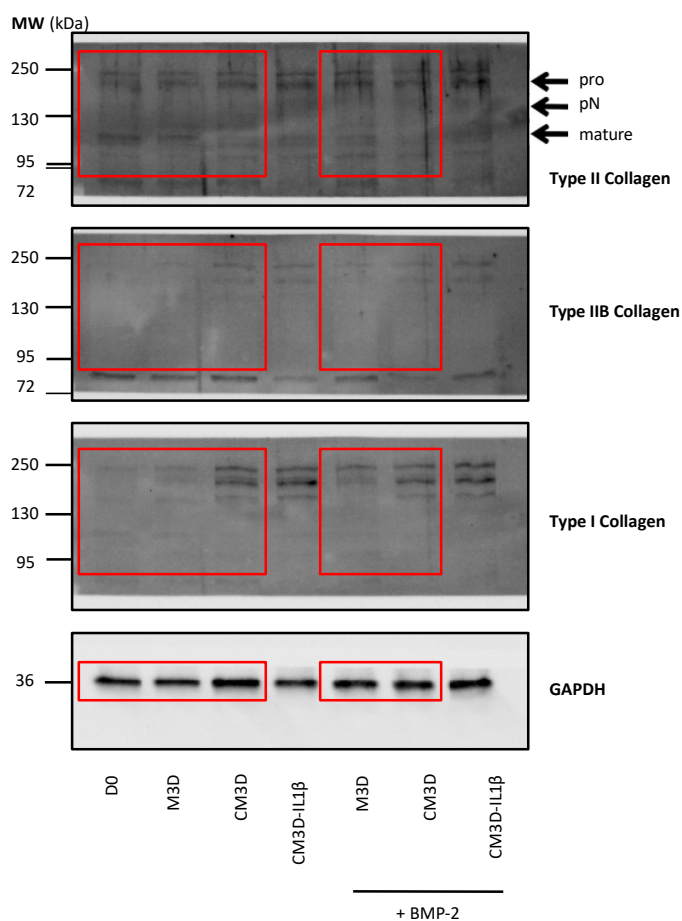 MW (kDa)
250
130
95
72
pro
pN
mature
Type II Collagen
250
130
95
72
Type IIB Collagen
250
130
95
Type I Collagen
36
GAPDH
D0
M3D
CM3D
CM3D-IL1β
M3D
CM3D
CM3D-IL1β
+ BMP-2